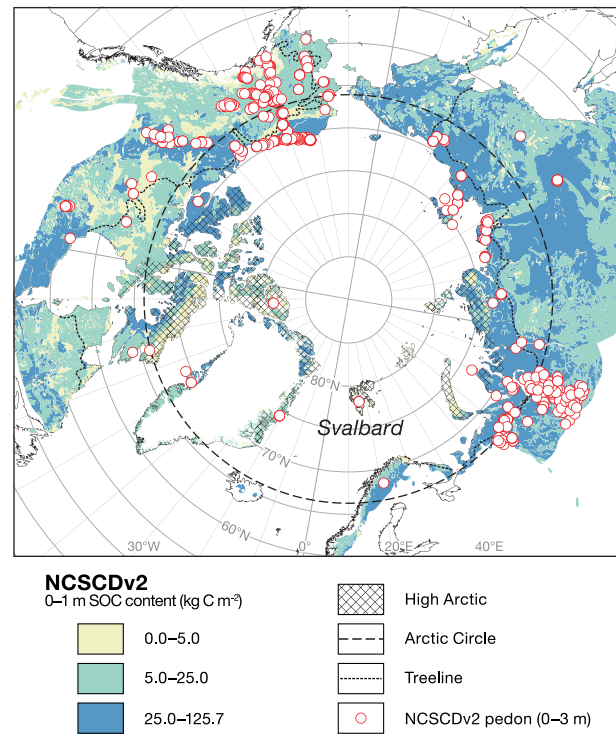 80°N
Svalbard
70°N
60°N
30°W
0°
20°E
40°E
NCSCDv2
0–1 m SOC content (kg C m⁻²)
0.0–5.0
5.0–25.0
25.0–125.7
High Arctic
Arctic Circle
Treeline
NCSCDv2 pedon (0–3 m)